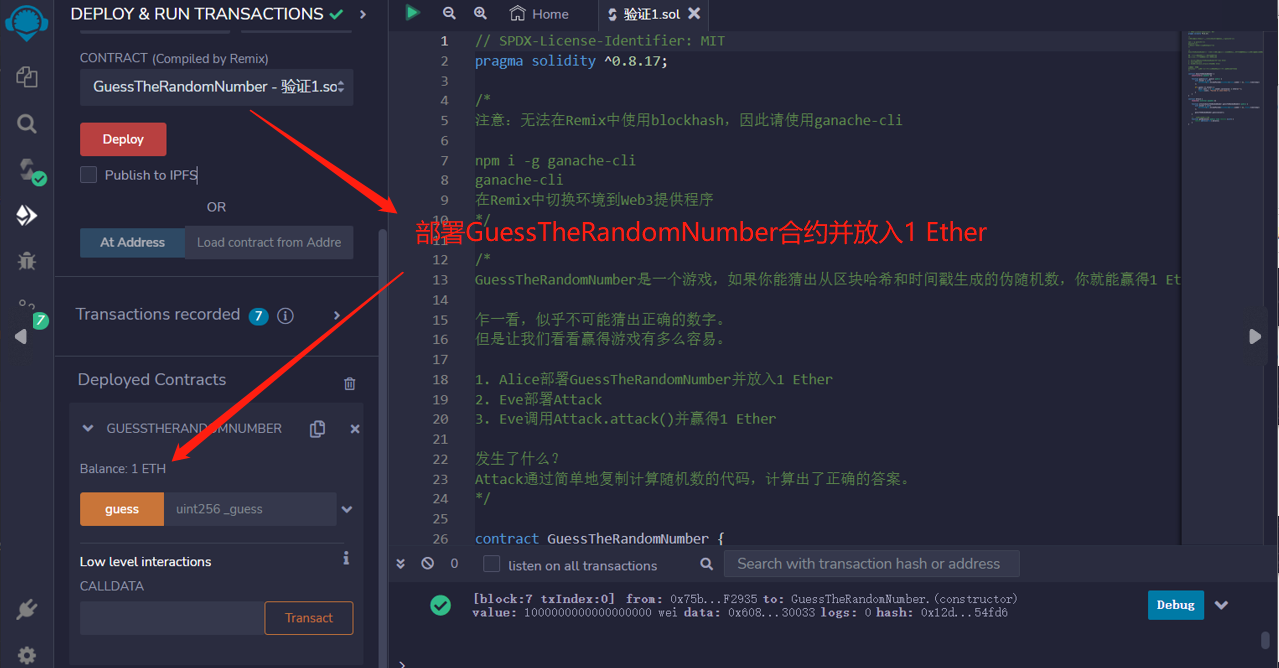 DEPLOY & RUN TRANSACTIONS
CONTRACT (Compiled by Remix)
GuessTheRandomNumber - 验证1.so
Deploy
Publish to IPFS
OR
At Address
Load contract from Addre
Transactions recorded 7 i
Deployed Contracts
GUESSTHERANDOMNUMBER
Balance: 1 ETH
guess
uint256 _guess
Low level interactions
i
CALLDATA
Transact
7
Home
验证1.sol
1 // SPDX-License-Identifier: MIT
2 pragma solidity ^0.8.17;
3
4 /*
5 注意：无法在Remix中使用blockhash，因此请使用ganache-cli
6
7 npm i -g ganache-cli
8 ganache-cli
9 在Remix中切换环境到Web3提供程序
10 */
部署GuessTheRandomNumber合约并放入1 Ether
11
12 /*
13 GuessTheRandomNumber是一个游戏，如果你能猜出从区块哈希和时间戳生成的伪随机数，你就能赢得1 Et
14
15 乍一看，似乎不可能猜出正确的数字。
16 但是让我们看看赢得游戏有多么容易。
17
18 1. Alice部署GuessTheRandomNumber并放入1 Ether
19 2. Eve部署Attack
20 3. Eve调用Attack.attack()并赢得1 Ether
21
22 发生了什么？
23 Attack通过简单地复制计算随机数的代码，计算出了正确的答案。
24 */
25
26 contract GuessTheRandomNumber {
0
listen on all transactions
Search with transaction hash or address
[block:7 txIndex:0] from: 0x75b...F2935 to: GuessTheRandomNumber.(constructor)
value: 1000000000000000000 wei data: 0x608...30033 logs: 0 hash: 0x12d...54fd6
Debug
>